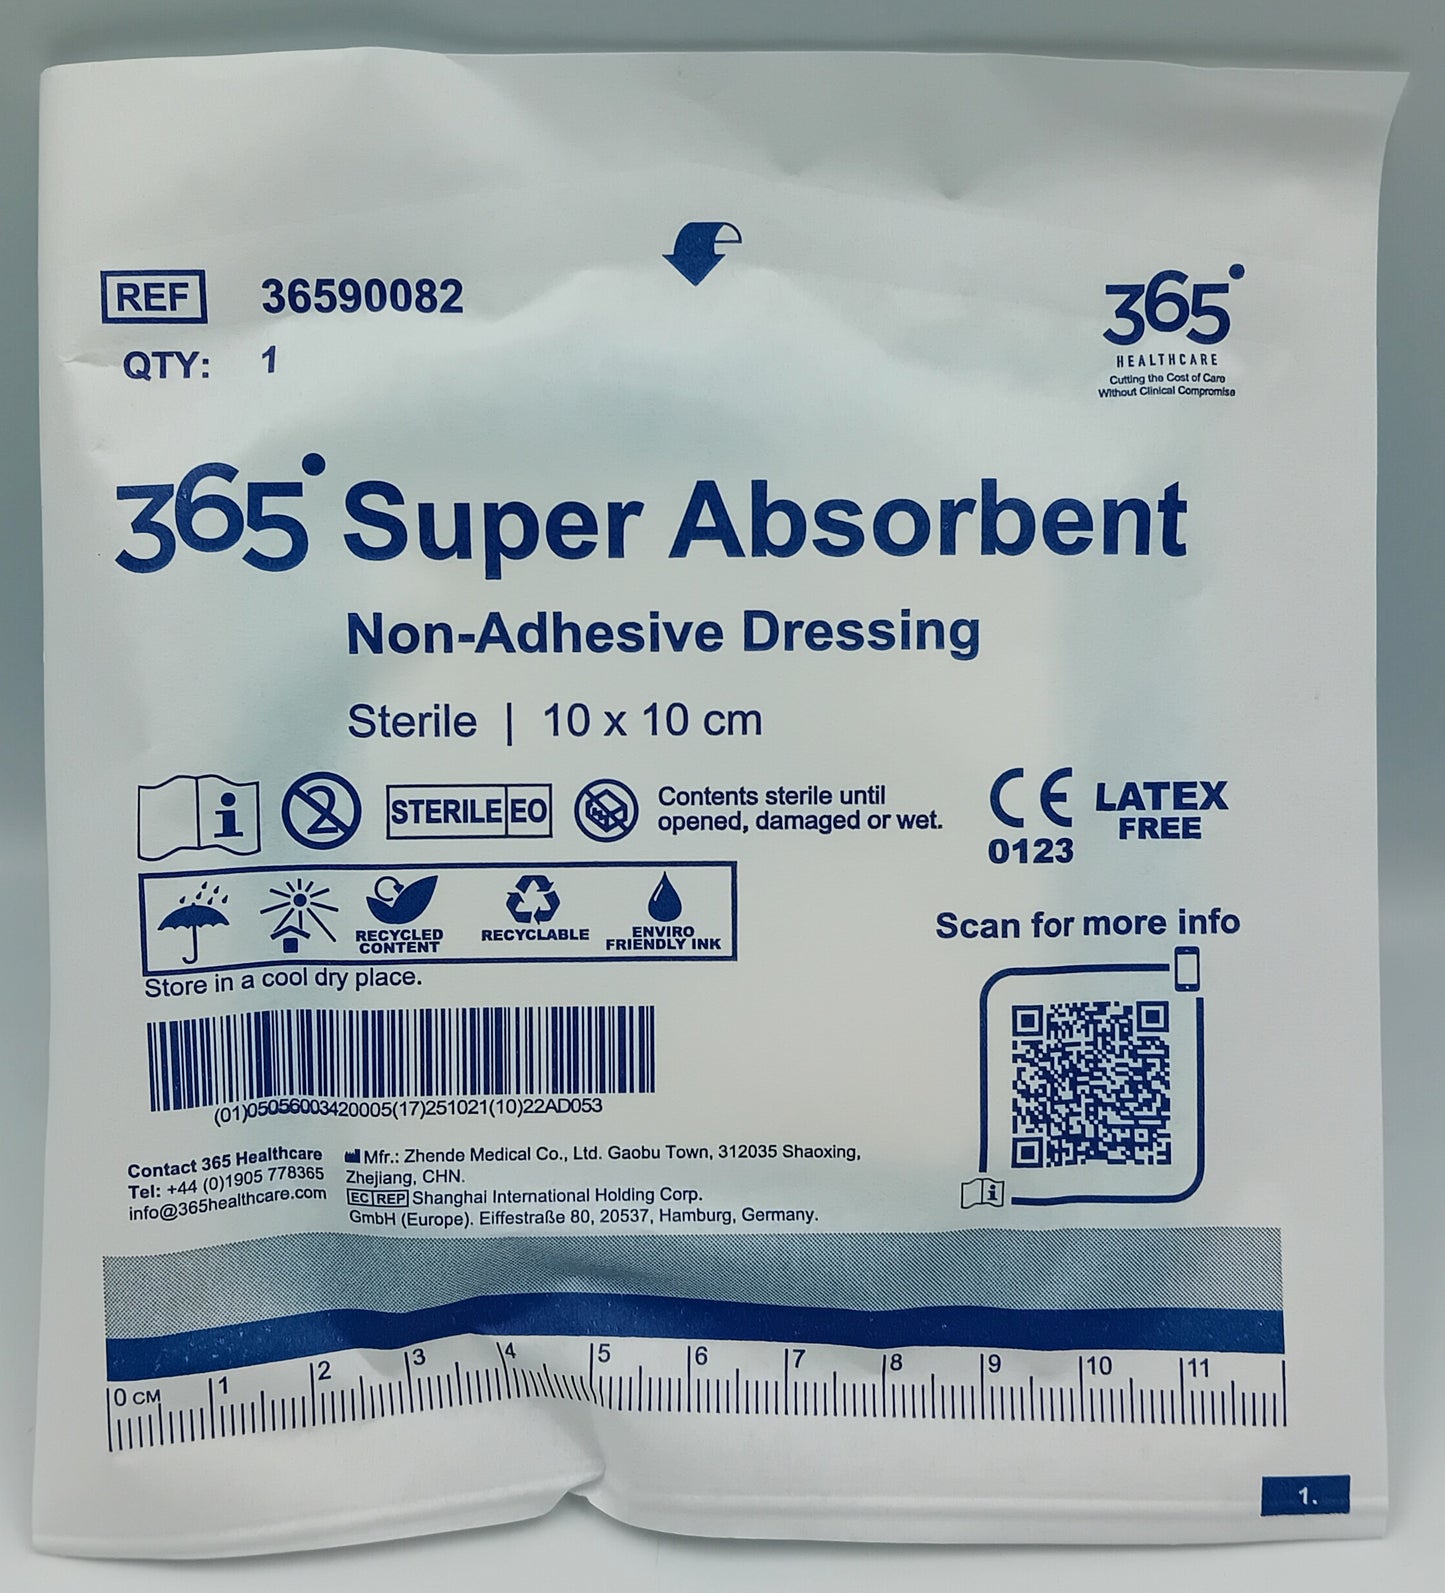 REF 36590082
QTY: 1
365
HEALTHCARE
Cutting the Cost of Care
Without Clinical Compromise
365 Super Absorbent
Non-Adhesive Dressing
Sterile | 10 x 10 cm
i
2
STERILE EO
Contents sterile until
opened, damaged or wet.
CE
0123
LATEX
FREE
RECYCLED
CONTENT
RECYCLABLE
ENVIRO
FRIENDLY INK
Store in a cool dry place.
Scan for more info
(01)05056003420005(17)251021(10)22AD053
Contact 365 Healthcare
Tel: +44 (0)1905 778365
info@365healthcare.com
Mfr.: Zhende Medical Co., Ltd. Gaobu Town, 312035 Shaoxing,
Zhejiang, CHN.
EC REP Shanghai International Holding Corp.
GmbH (Europe). Eiffestraße 80, 20537, Hamburg, Germany.
i
0 CM 1 2 3 4 5 6 7 8 9 10 11
1.